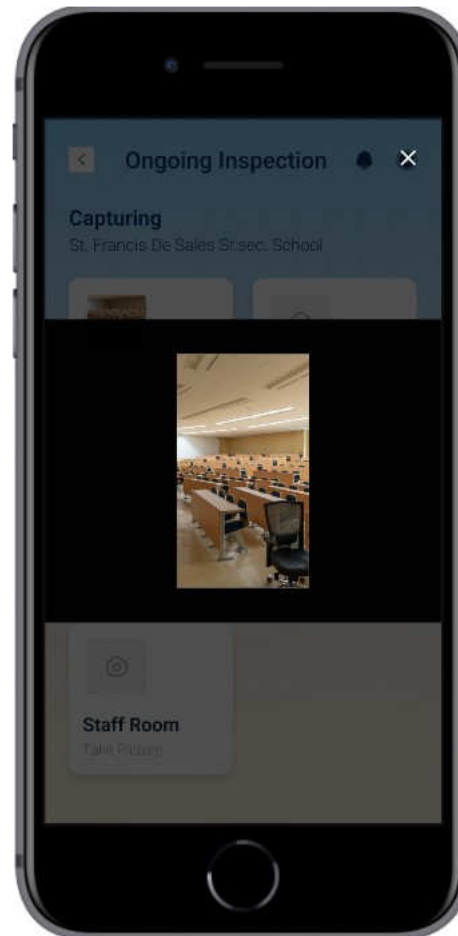 Ongoing Inspection
Capturing
St. Francis De Sales Sr.sec. School
Staff Room
Take Picture